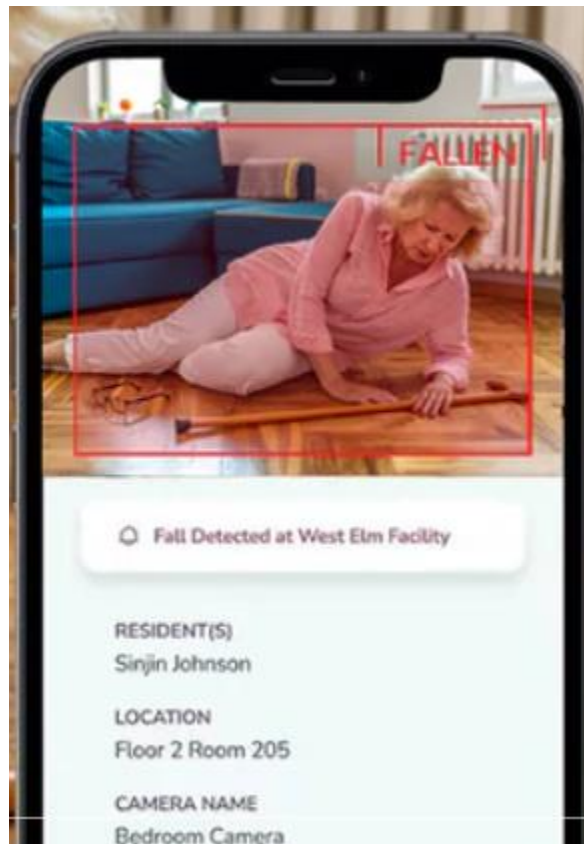 FALLEN
Fall Detected at West Elm Facility
RESIDENT(S)
Sinjin Johnson
LOCATION
Floor 2 Room 205
CAMERA NAME
Bedroom Camera